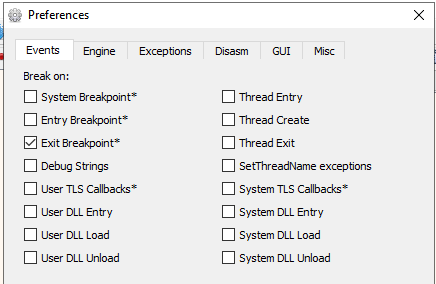 Preferences
Events Engine Exceptions Disasm GUI Misc
Break on:
System Breakpoint* Thread Entry
Entry Breakpoint* Thread Create
Exit Breakpoint* Thread Exit
Debug Strings SetThreadName exceptions
User TLS Callbacks* System TLS Callbacks*
User DLL Entry System DLL Entry
User DLL Load System DLL Load
User DLL Unload System DLL Unload